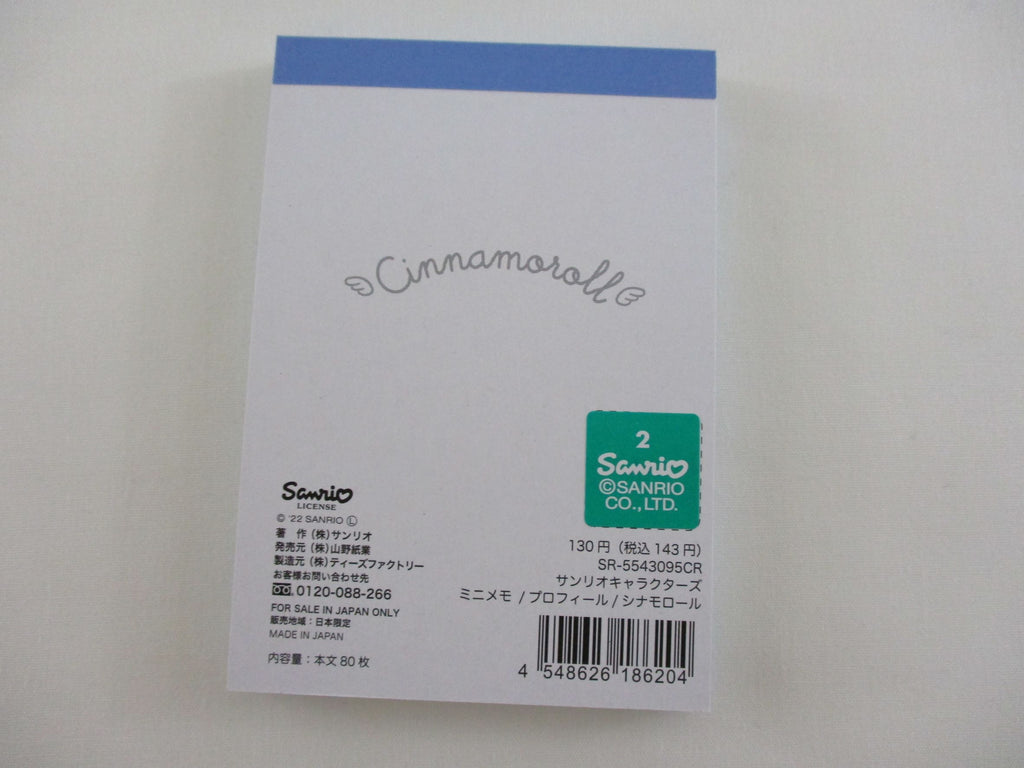 Cinnamoroll
2
Sanrio
©SANRIO
CO.,LTD.
Sanrio
LICENSE
© '22 SANRIO Ⓛ
著　作 (株)サンリオ
発売元 (株)山野紙業
製造元 (株)ティーズファクトリー
お客様お問い合わせ先
0120-088-266
FOR SALE IN JAPAN ONLY
販売地域：日本限定
MADE IN JAPAN
内容量：本文 80 枚
130 円（税込 143 円）
SR-5543095CR
サンリオキャラクターズ
ミニメモ / プロフィール / シナモロール
4 548626 186204